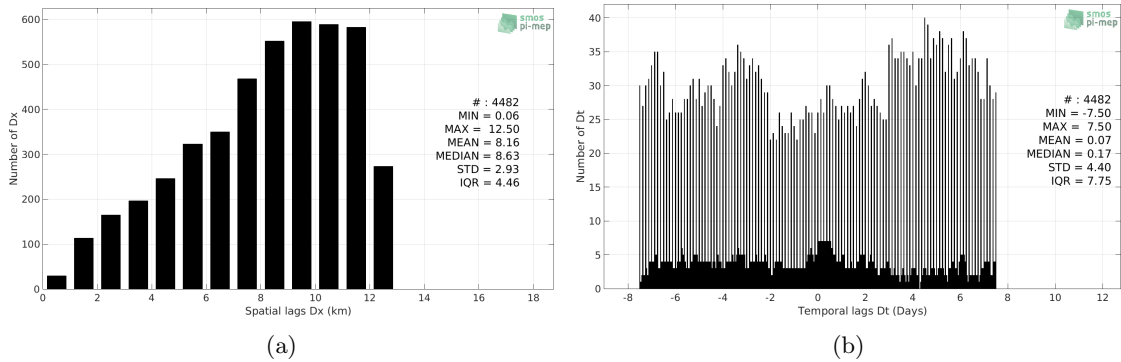 600
500
400
300
200
100
0
Number of Dx
0 2 4 6 8 10 12 14 16 18
Spatial lags Dx (km)
smos
pi-mep
# : 4482
MIN = 0.06
MAX = 12.50
MEAN = 8.16
MEDIAN = 8.63
STD = 2.93
IQR = 4.46
(a)
40
35
30
25
20
15
10
5
0
Number of Dt
-8 -6 -4 -2 0 2 4 6 8 10 12
Temporal lags Dt (Days)
smos
pi-mep
# : 4482
MIN = -7.50
MAX = 7.50
MEAN = 0.07
MEDIAN = 0.17
STD = 4.40
IQR = 7.75
(b)